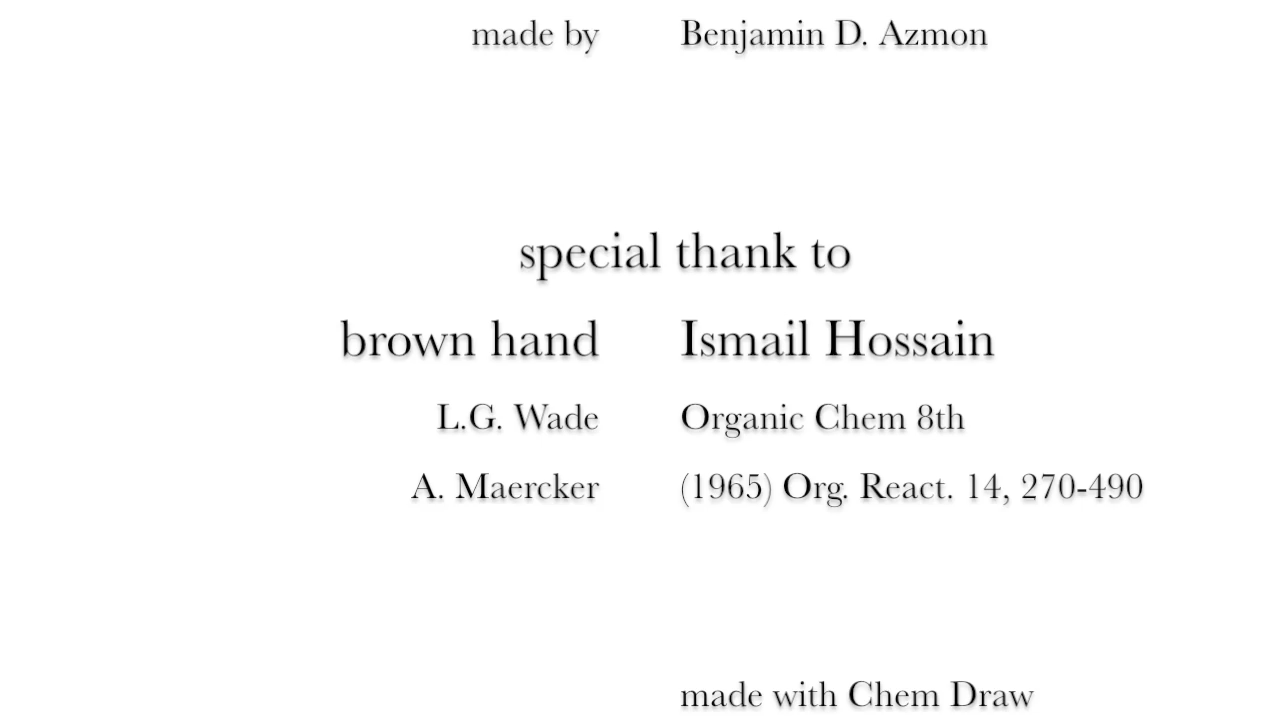 made by Benjamin D. Azmon
special thank to
brown hand Ismail Hossain
L.G. Wade Organic Chem 8th
A. Maercker (1965) Org. React. 14, 270-490
made with Chem Draw